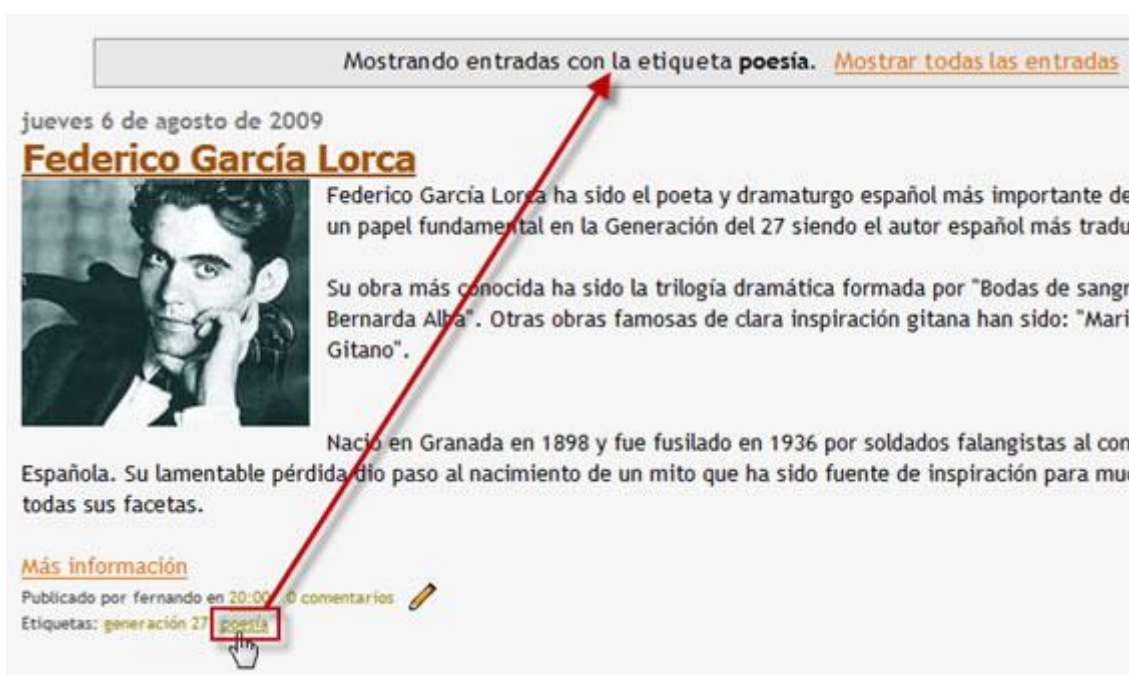 Mostrando entradas con la etiqueta poesía. Mostrar todas las entradas
jueves 6 de agosto de 2009
Federico García Lorca
Federico García Lorca ha sido el poeta y dramaturgo español más importante de
un papel fundamental en la Generación del 27 siendo el autor español más tradu
Su obra más conocida ha sido la trilogía dramática formada por "Bodas de sangr
Bernarda Alba". Otras obras famosas de clara inspiración gitana han sido: "Mari
Gitano".
Nació en Granada en 1898 y fue fusilado en 1936 por soldados falangistas al con
Española. Su lamentable pérdida dio paso al nacimiento de un mito que ha sido fuente de inspiración para mu
todas sus facetas.
Más información
Publicado por fernando en 20:00 0 comentarios
Etiquetas: generación 27 poesía